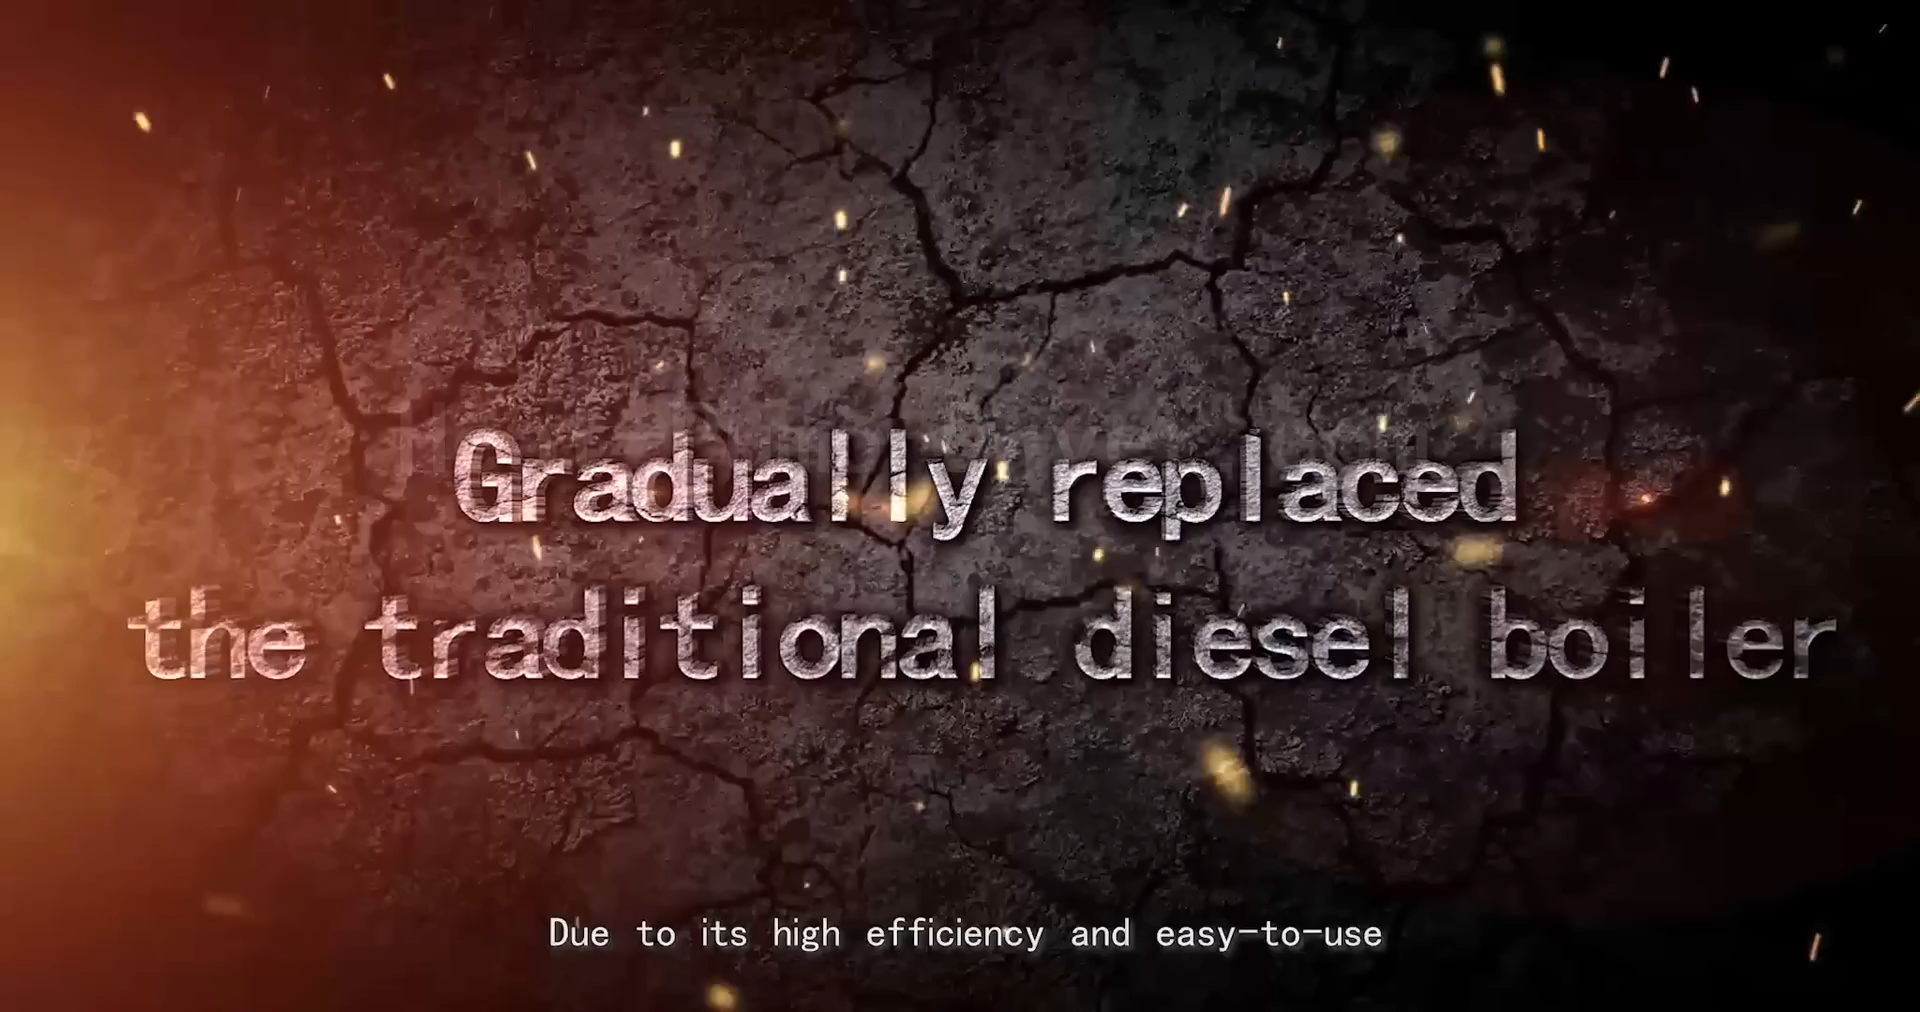 Gradually replaced
the traditional diesel boiler
Due to its high efficiency and easy-to-use